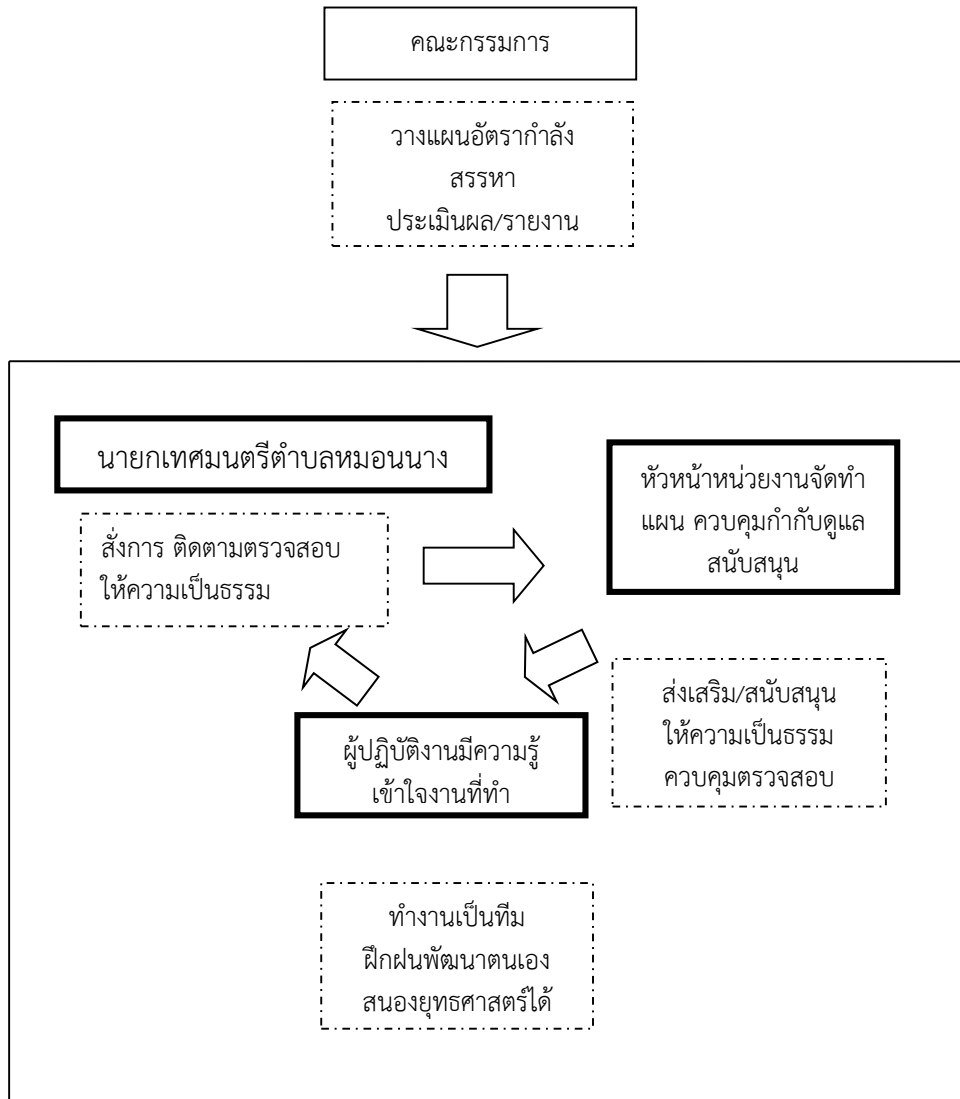 คณะกรรมการ
วางแผนอัตรากำลัง
สรรหา
ประเมินผล/รายงาน
นายกเทศมนตรีตำบลหมอนนาง
สั่งการ ติดตามตรวจสอบ
ให้ความเป็นธรรม
หัวหน้าหน่วยงานจัดทำ
แผน ควบคุมกำกับดูแล
สนับสนุน
ส่งเสริม/สนับสนุน
ให้ความเป็นธรรม
ควบคุมตรวจสอบ
ผู้ปฏิบัติงานมีความรู้
เข้าใจงานที่ทำ
ทำงานเป็นทีม
ฝึกฝนพัฒนาตนเอง
สนองยุทธศาสตร์ได้